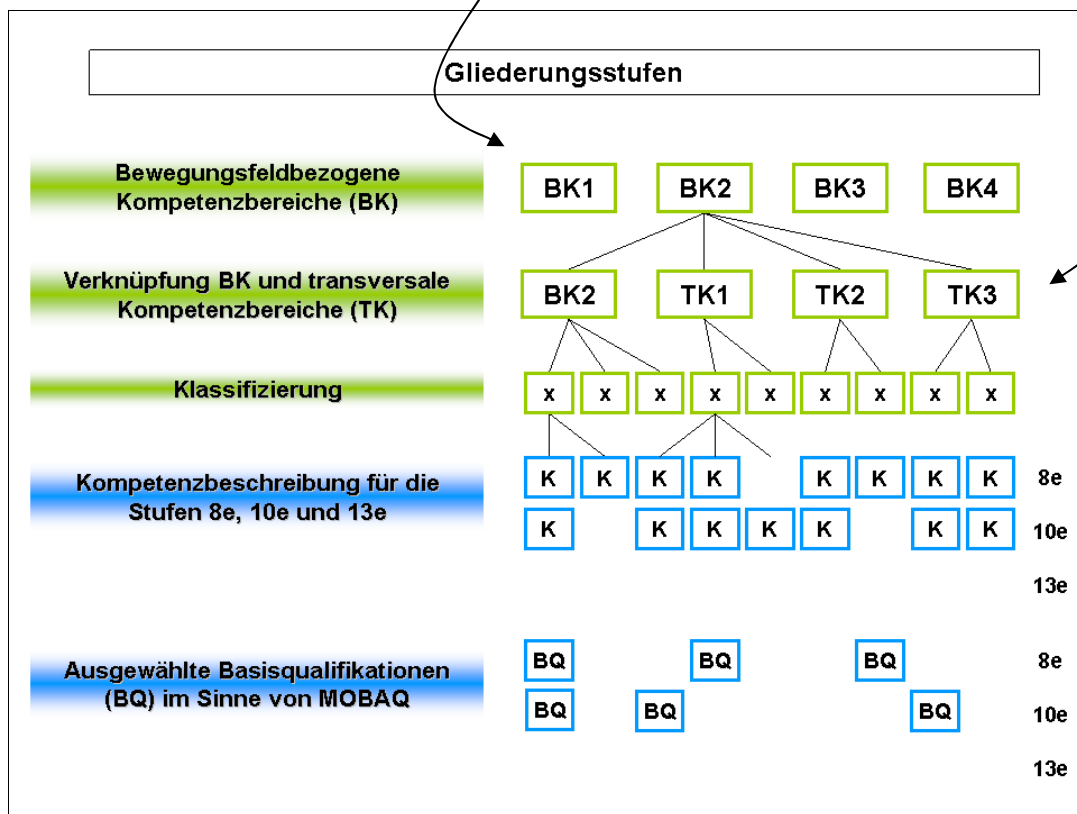 Gliederungsstufen
Bewegungsfeldbezogene
Kompetenzbereiche (BK)
BK1 BK2 BK3 BK4
Verknüpfung BK und transversale
Kompetenzbereiche (TK)
BK2 TK1 TK2 TK3
Klassifizierung
x x x x x x x x x
Kompetenzbeschreibung für die
Stufen 8e, 10e und 13e
K K K K K K K K 8e
K K K K K K K 10e
13e
Ausgewählte Basisqualifikationen
(BQ) im Sinne von MOBAQ
BQ BQ BQ 8e
BQ BQ BQ 10e
13e